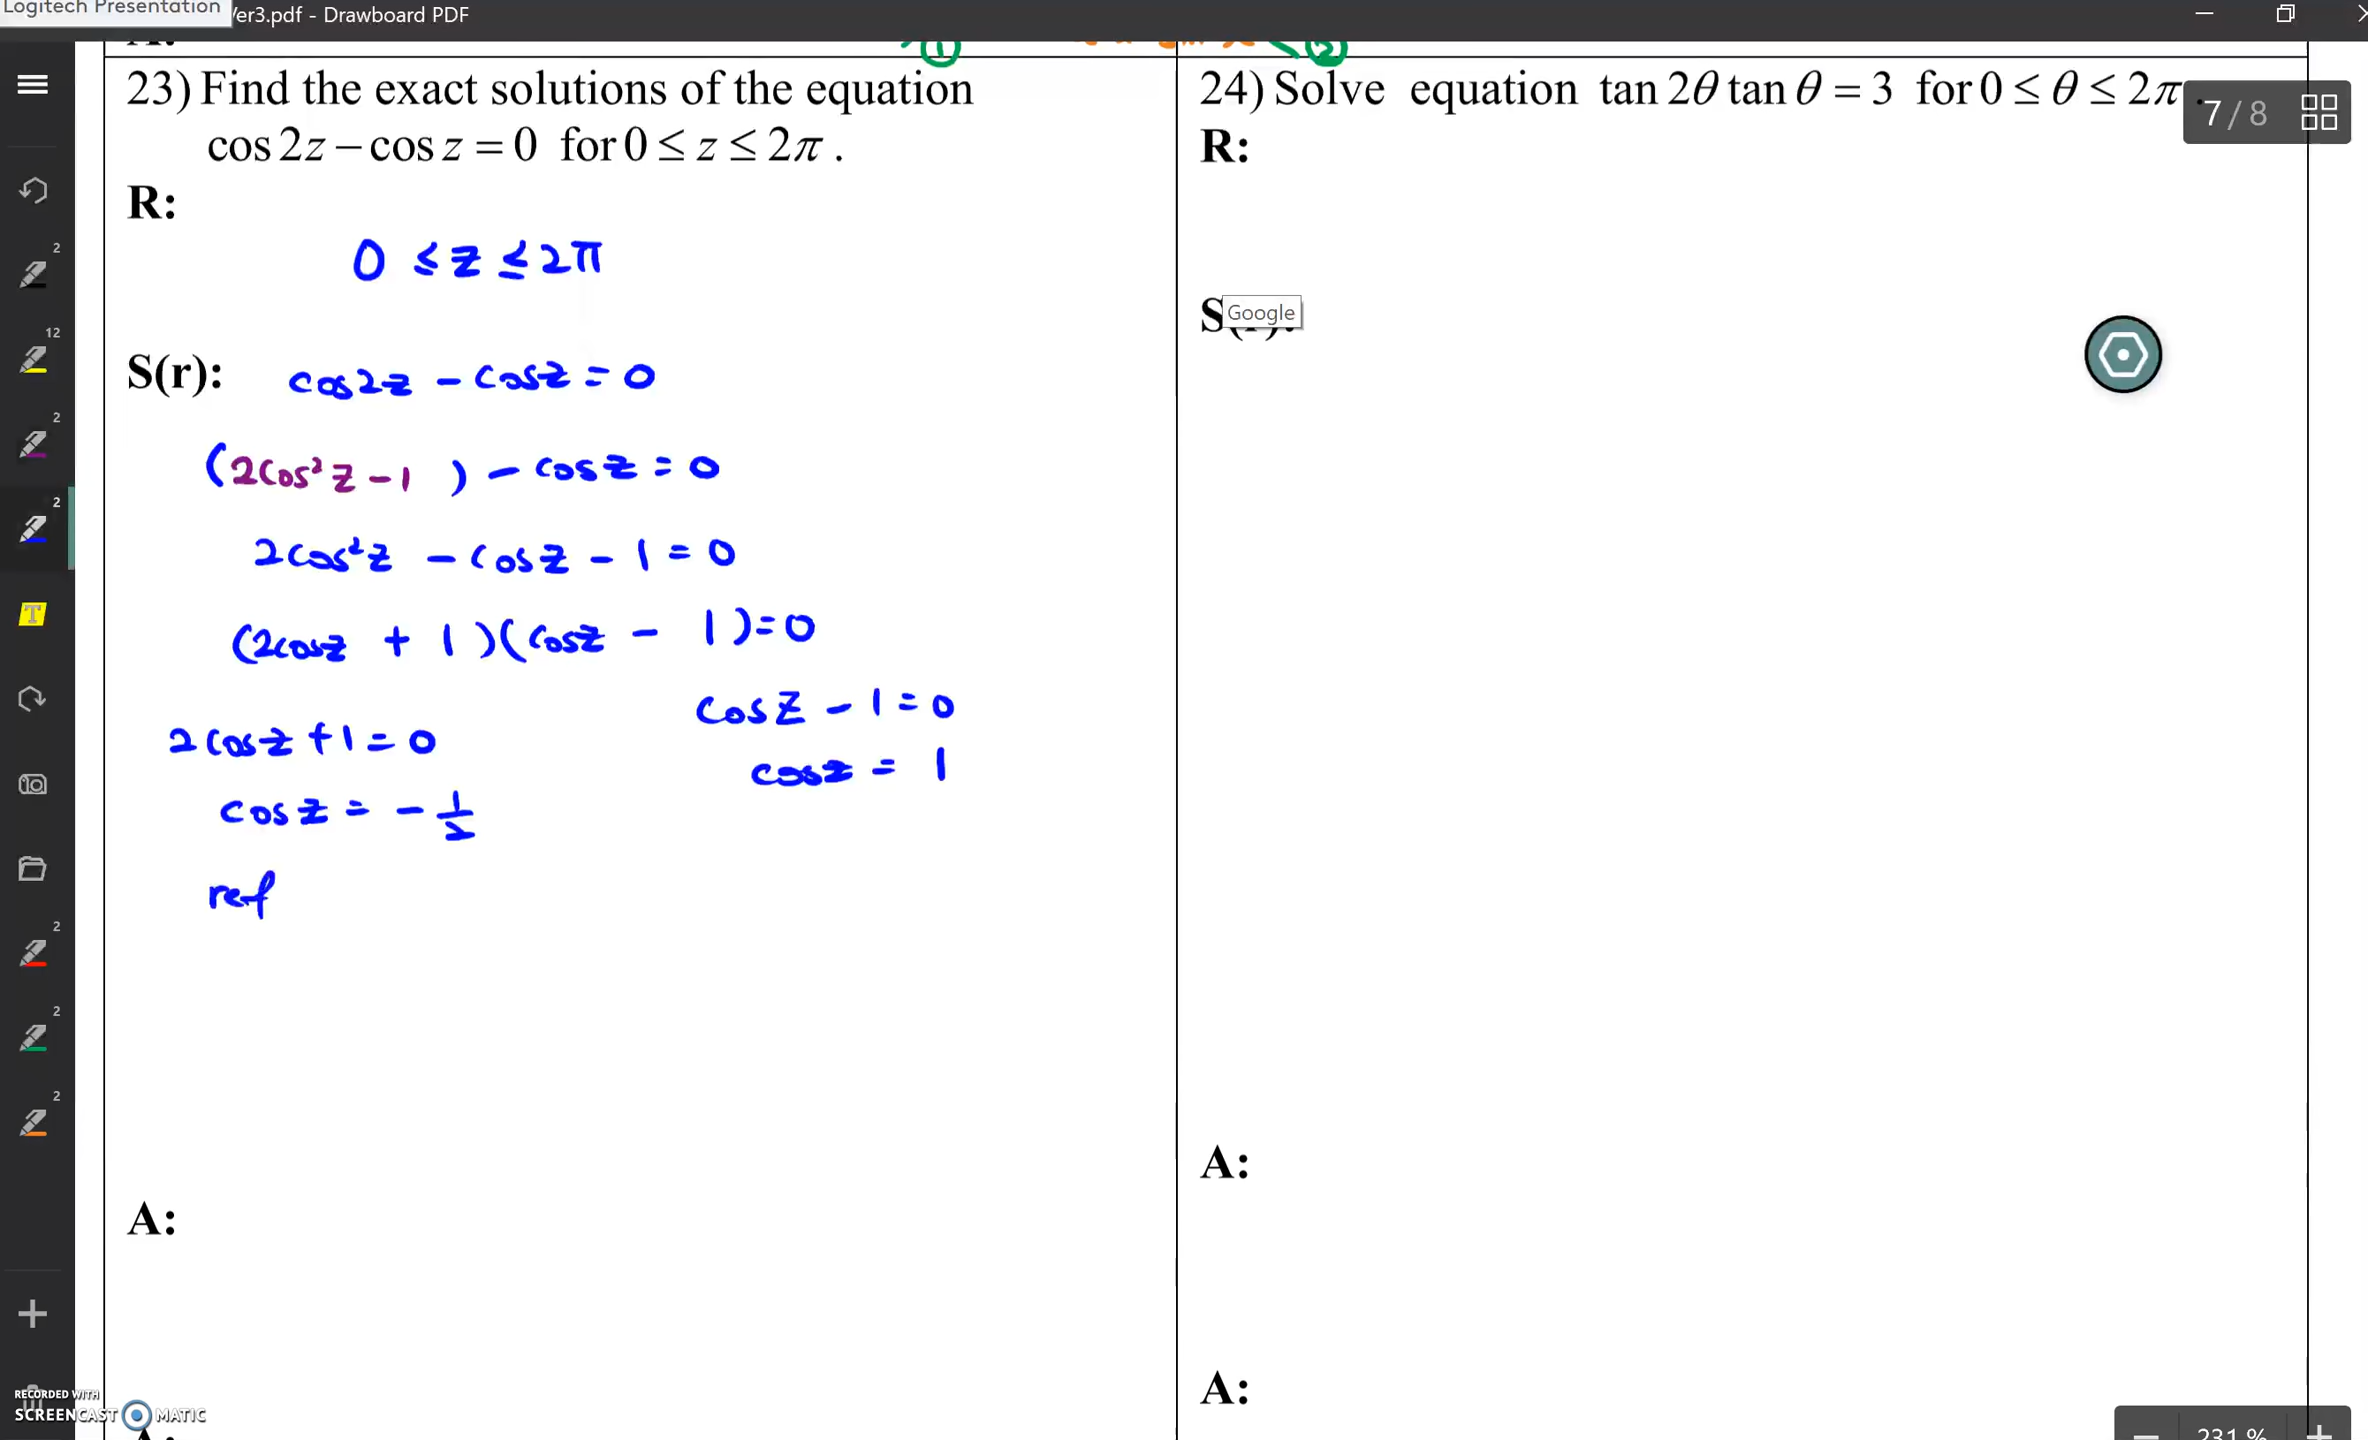 Logitech Presentation
Ver3.pdf - Drawboard PDF
23) Find the exact solutions of the equation
cos 2z − cos z = 0 for 0 ≤ z ≤ 2π .
R:
0 ≤ z ≤ 2π
S(r): cos2z − cosz = 0
(2cos²z − 1 ) − cosz = 0
2cos²z − cosz − 1 = 0
(2cosz + 1 )(cosz − 1)=0
2cosz+1=0
cosz = − 1/2
ref
cosz − 1=0
cosz = 1
A:
24) Solve equation tan 2θ tan θ = 3 for 0 ≤ θ ≤ 2π
R:
Google
A:
A:
7 / 8
2
12
2
2
T
2
2
2
RECORDED WITH
SCREENCAST MATIC
231 %